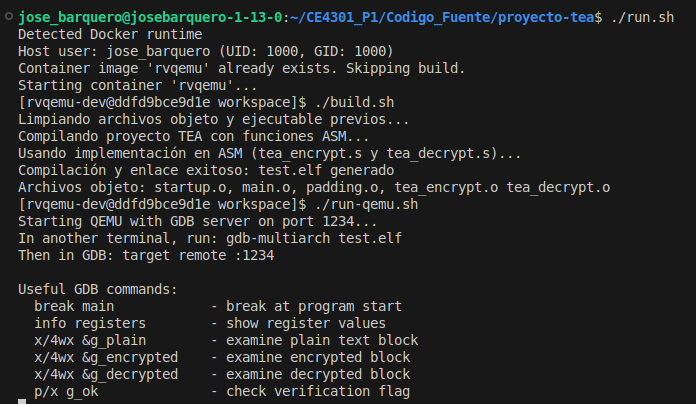 jose_barquero@josebarquero-1-13-0:~/CE4301_P1/Codigo_Fuente/proyecto-tea$ ./run.sh
Detected Docker runtime
Host user: jose_barquero (UID: 1000, GID: 1000)
Container image 'rvqemu' already exists. Skipping build.
Starting container 'rvqemu'...
[rvqemu-dev@ddfd9bce9d1e workspace]$ ./build.sh
Limpiando archivos objeto y ejecutable previos...
Compilando proyecto TEA con funciones ASM...
Usando implementación en ASM (tea_encrypt.s y tea_decrypt.s)...
Compilación y enlace exitoso: test.elf generado
Archivos objeto: startup.o, main.o, padding.o, tea_encrypt.o tea_decrypt.o
[rvqemu-dev@ddfd9bce9d1e workspace]$ ./run-qemu.sh
Starting QEMU with GDB server on port 1234...
In another terminal, run: gdb-multiarch test.elf
Then in GDB: target remote :1234

Useful GDB commands:
  break main            - break at program start
  info registers        - show register values
  x/4wx &g_plain        - examine plain text block
  x/4wx &g_encrypted    - examine encrypted block
  x/4wx &g_decrypted    - examine decrypted block
  p/x g_ok              - check verification flag